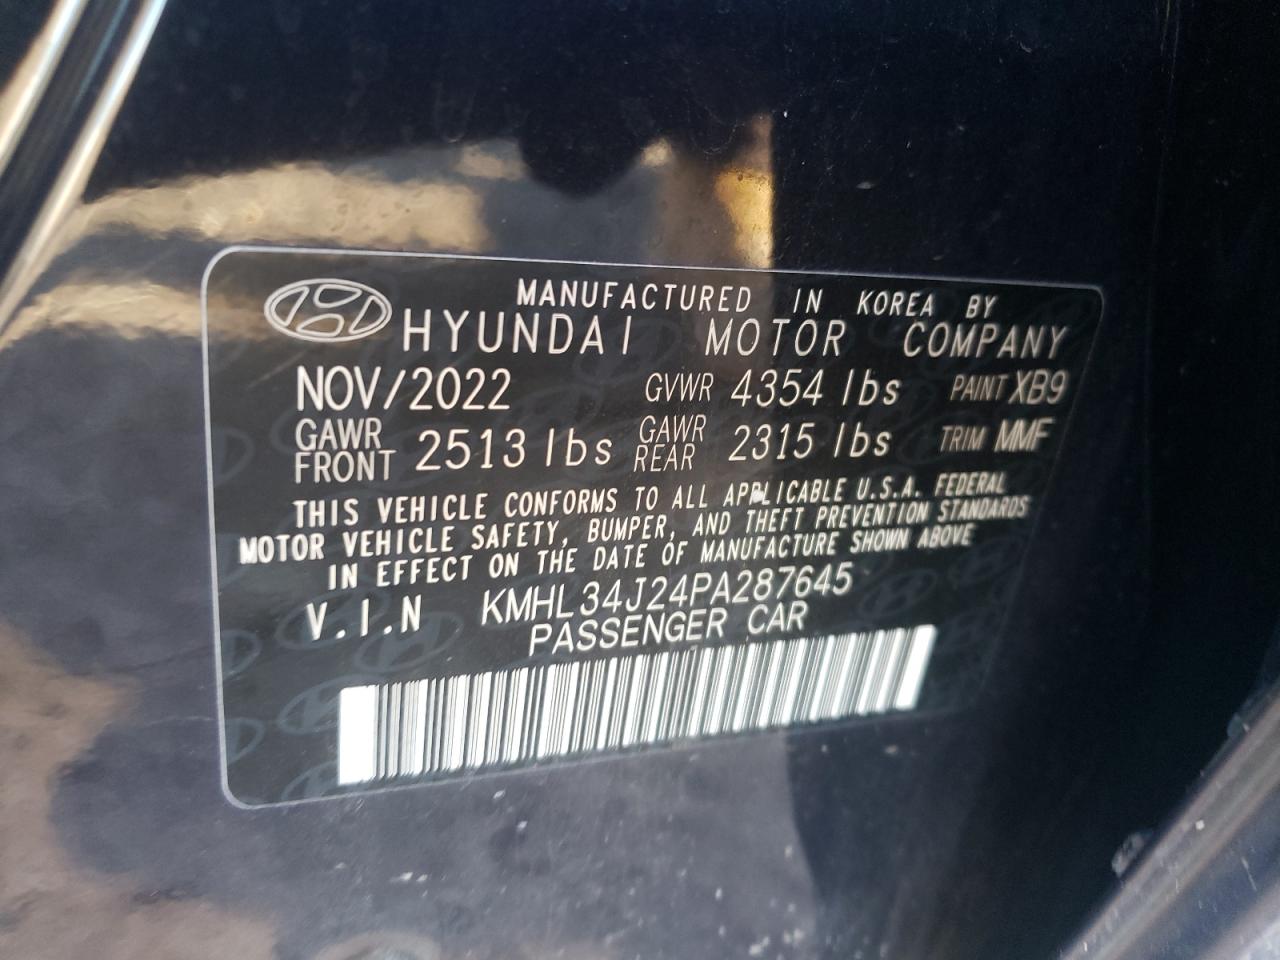 MANUFACTURED IN KOREA BY
HYUNDAI MOTOR COMPANY
NOV/2022 GVWR 4354 lbs PAINT XB9
GAWR FRONT 2513 lbs GAWR REAR 2315 lbs TRIM MMF
THIS VEHICLE CONFORMS TO ALL APPLICABLE U.S.A. FEDERAL
MOTOR VEHICLE SAFETY, BUMPER, AND THEFT PREVENTION STANDARDS
IN EFFECT ON THE DATE OF MANUFACTURE SHOWN ABOVE
V.I.N KMHL34J24PA287645
PASSENGER CAR